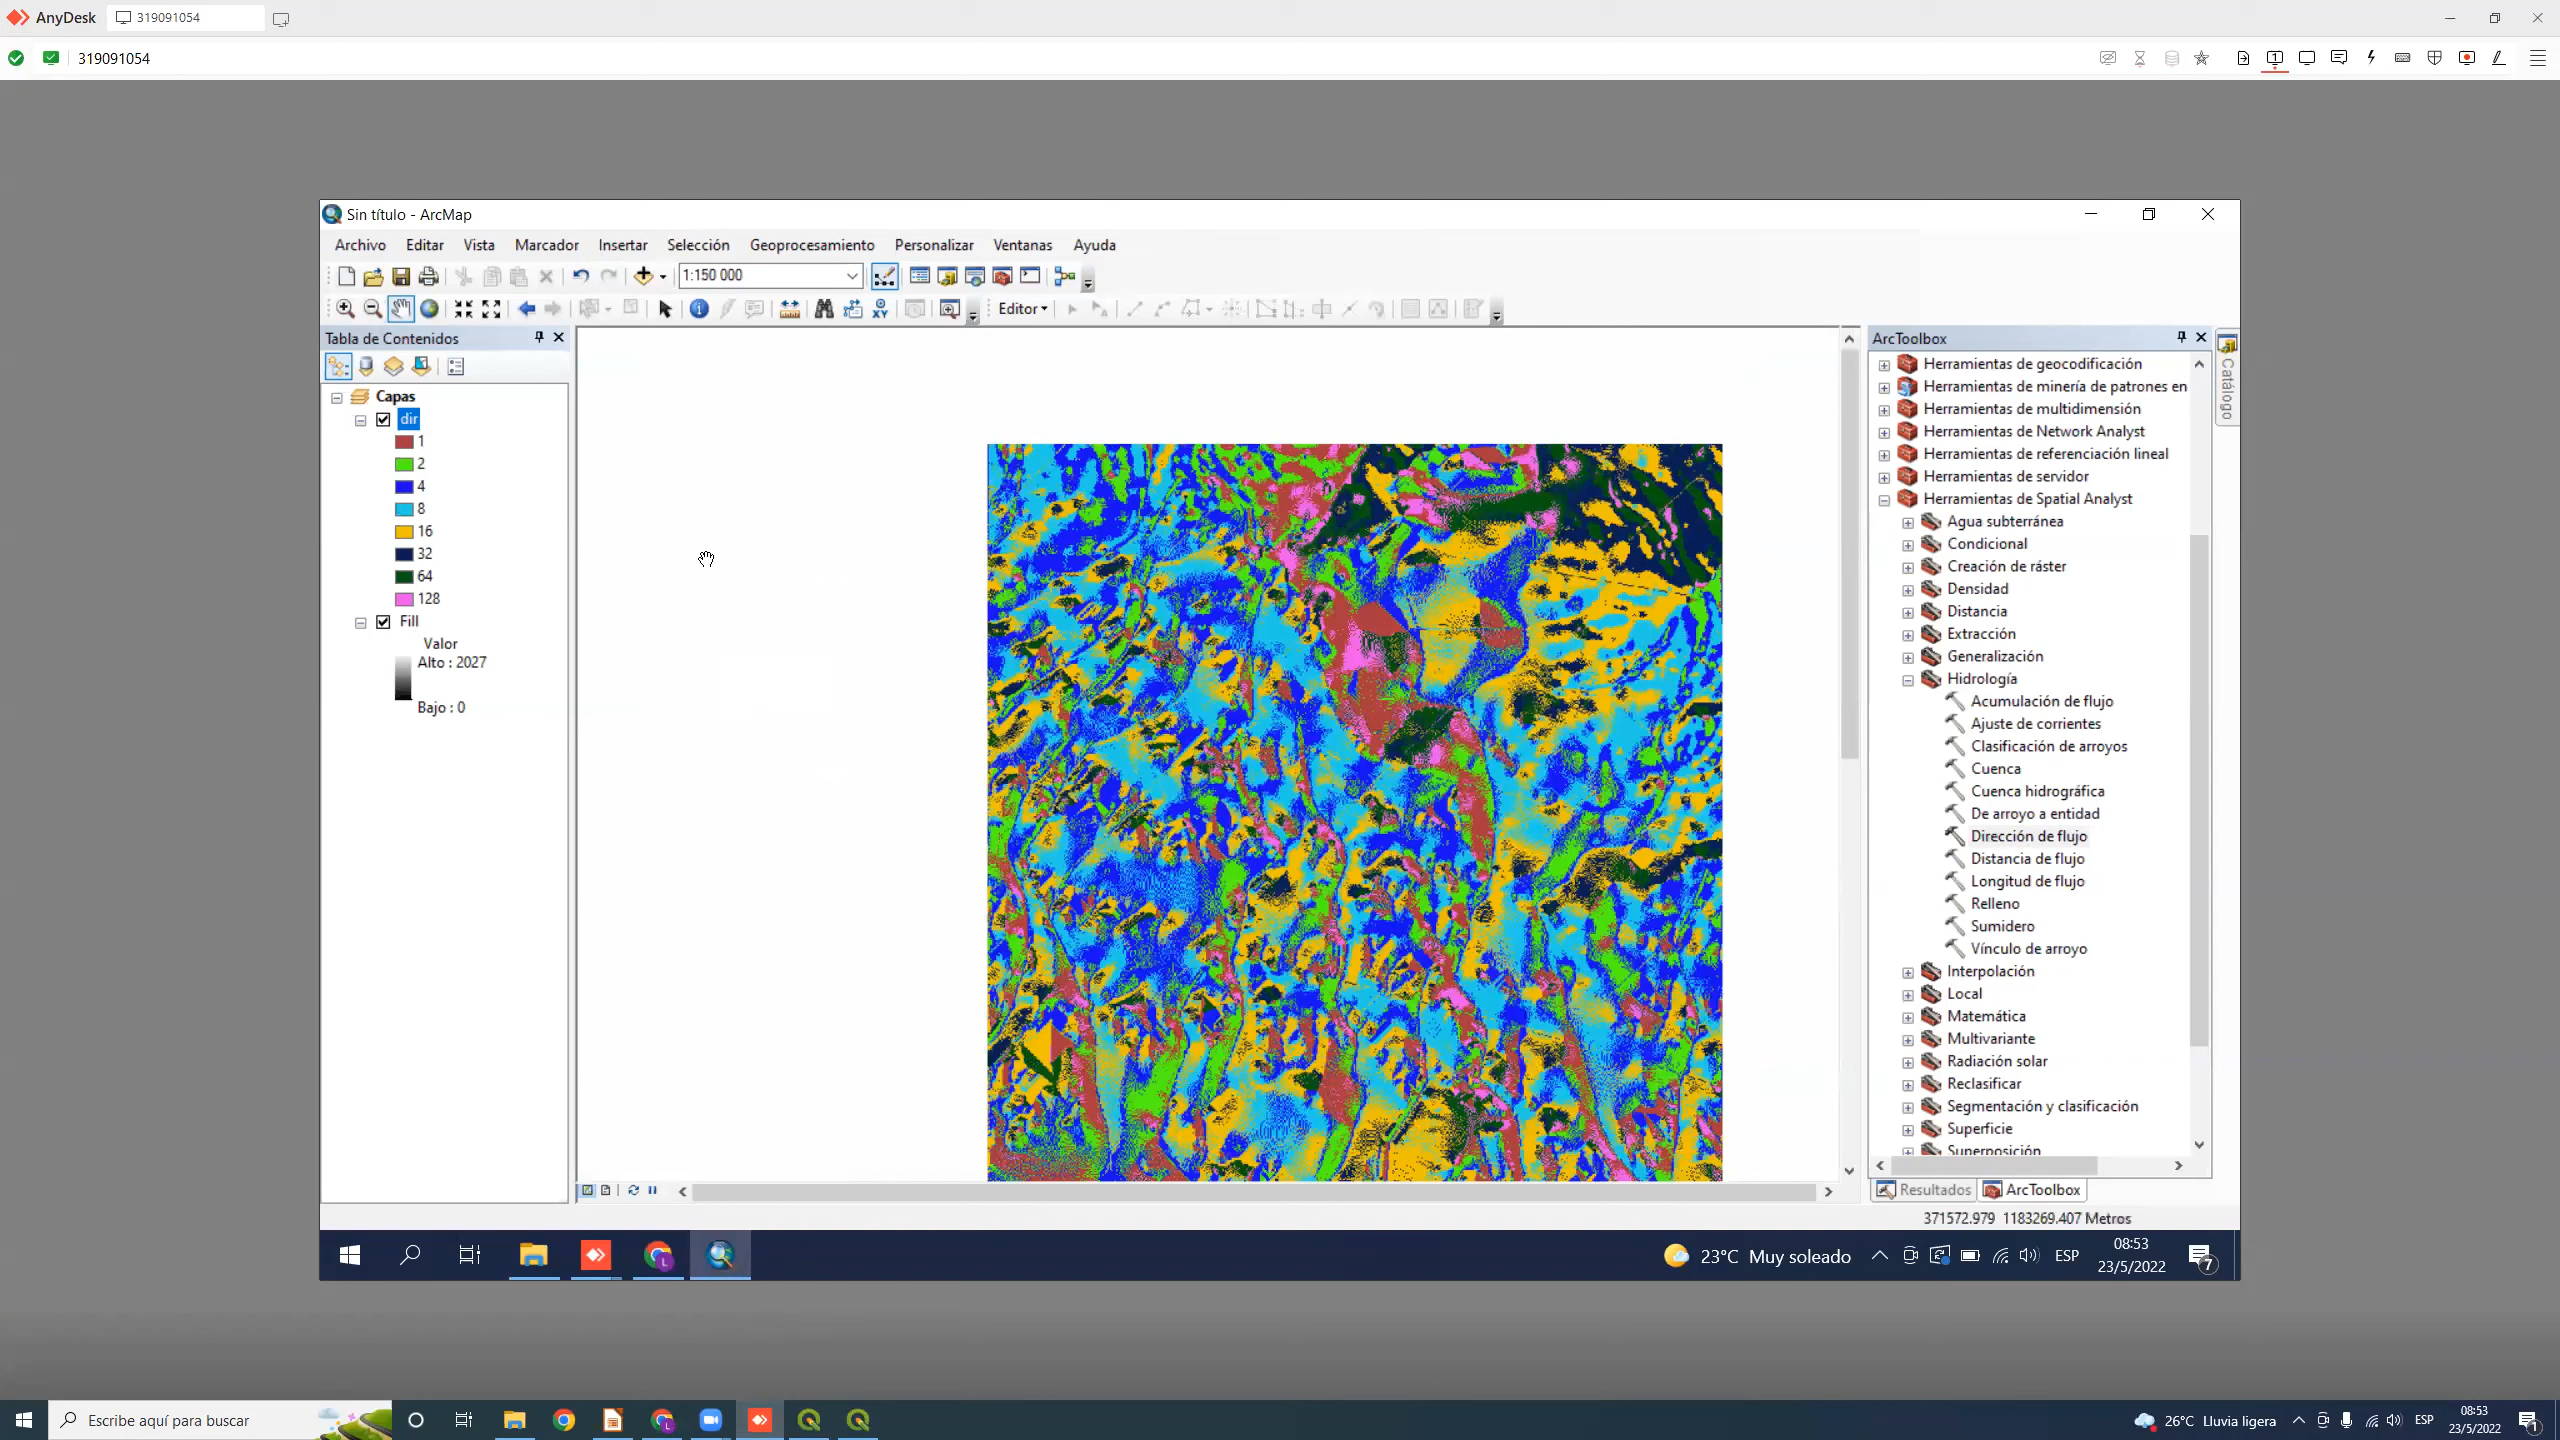 AnyDesk
319091054
319091054
Sin título - ArcMap
Archivo Editar Vista Marcador Insertar Selección Geoprocesamiento Personalizar Ventanas Ayuda
1:150 000
Editor
Tabla de Contenidos
Capas
dir
1
2
4
8
16
32
64
128
Fill
Valor
Alto : 2027
Bajo : 0
ArcToolbox
Herramientas de geocodificación
Herramientas de minería de patrones en
Herramientas de multidimensión
Herramientas de Network Analyst
Herramientas de referenciación lineal
Herramientas de servidor
Herramientas de Spatial Analyst
Agua subterránea
Condicional
Creación de ráster
Densidad
Distancia
Extracción
Generalización
Hidrología
Acumulación de flujo
Ajuste de corrientes
Clasificación de arroyos
Cuenca
Cuenca hidrográfica
De arroyo a entidad
Dirección de flujo
Distancia de flujo
Longitud de flujo
Relleno
Sumidero
Vínculo de arroyo
Interpolación
Local
Matemática
Multivariante
Radiación solar
Reclasificar
Segmentación y clasificación
Superficie
Superposición
Resultados ArcToolbox
Catálogo
371572.979 1183269.407 Metros
23°C Muy soleado
ESP
08:53
23/5/2022
7
Escribe aquí para buscar
26°C Lluvia ligera
ESP
08:53
23/5/2022
1